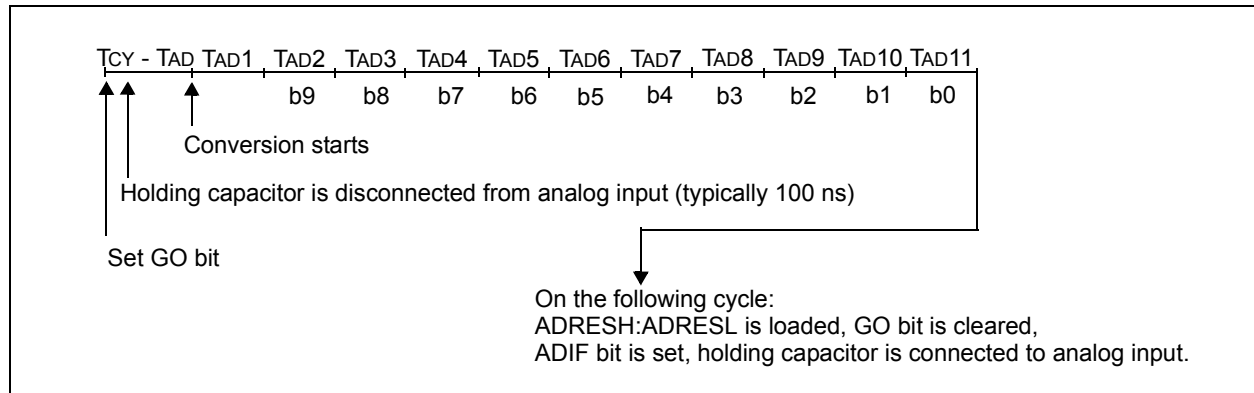 TCY - TAD TAD1 TAD2 TAD3 TAD4 TAD5 TAD6 TAD7 TAD8 TAD9 TAD10 TAD11
b9 b8 b7 b6 b5 b4 b3 b2 b1 b0
Conversion starts
Holding capacitor is disconnected from analog input (typically 100 ns)
Set GO bit
On the following cycle:
ADRESH:ADRESL is loaded, GO bit is cleared,
ADIF bit is set, holding capacitor is connected to analog input.